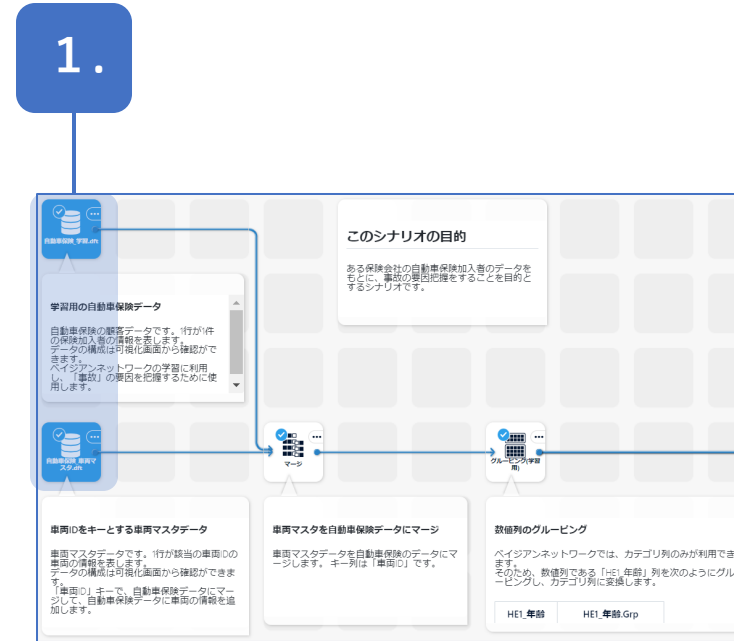 1.
自動車保険_学習.dft
このシナリオの目的
ある保険会社の自動車保険加入者のデータを
もとに、事故の要因把握をすることを目的と
するシナリオです。
学習用の自動車保険データ
自動車保険の顧客データです。1行が1件
の保険加入者の情報を表します。
データの構成は可視化画面から確認がで
きます。
ベイジアンネットワークの学習に利用
し、「事故」の要因を把握するために使
用します。
自動車保険_車両マ
スタ.dft
マージ
グルーピング(学習
用)
車両IDをキーとする車両マスタデータ
車両マスタデータです。1行が該当の車両IDの
車両の情報を表します。
データの構成は可視化画面から確認ができま
す。
「車両ID」キーで、自動車保険データにマー
ジして、自動車保険データに車両の情報を追
加します。
車両マスタを自動車保険データにマージ
車両マスタデータを自動車保険のデータにマ
ージします。 キー列は「車両ID」です。
数値列のグルーピング
ベイジアンネットワークでは、カテゴリ列のみが利用でき
ます。
そのため、数値列である「HE1_年齢」列を次のようにグル
ーピングし、カテゴリ列に変換します。
HE1_年齢
HE1_年齢.Grp